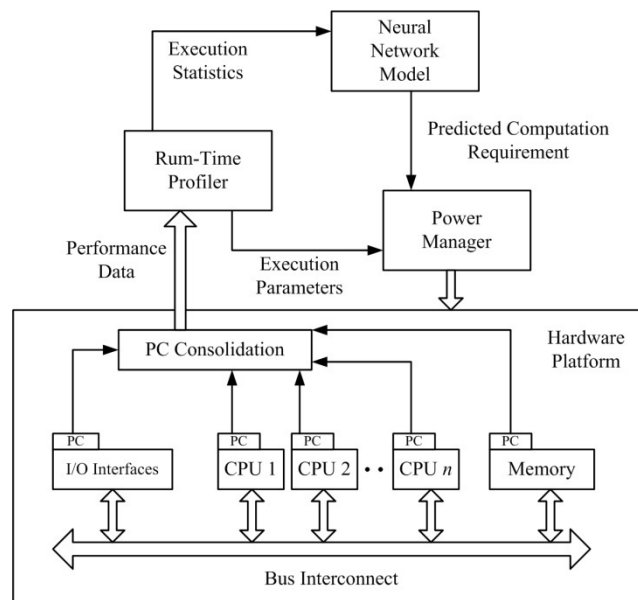 Execution
Statistics
Neural
Network
Model
Predicted Computation
Requirement
Rum-Time
Profiler
Power
Manager
Performance
Data
Execution
Parameters
PC Consolidation
Hardware
Platform
PC
PC
PC
PC
PC
I/O Interfaces
CPU 1
CPU 2
• •
CPU n
Memory
Bus Interconnect